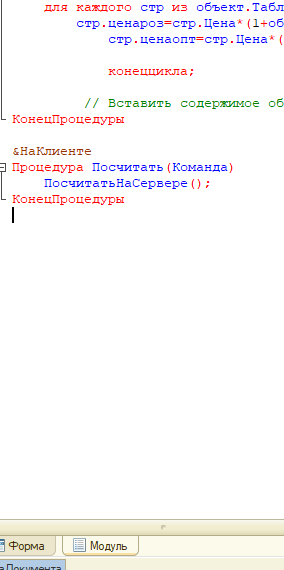 для каждого стр из объект.Табл
стр.ценароз=стр.Цена*(1+об
стр.ценаопт=стр.Цена*(
конеццикла;
// Вставить содержимое об
КонецПроцедуры
&НаКлиенте
Процедура Посчитать(Команда)
ПосчитатьНаСервере();
КонецПроцедуры
Форма Модуль
аДокумента